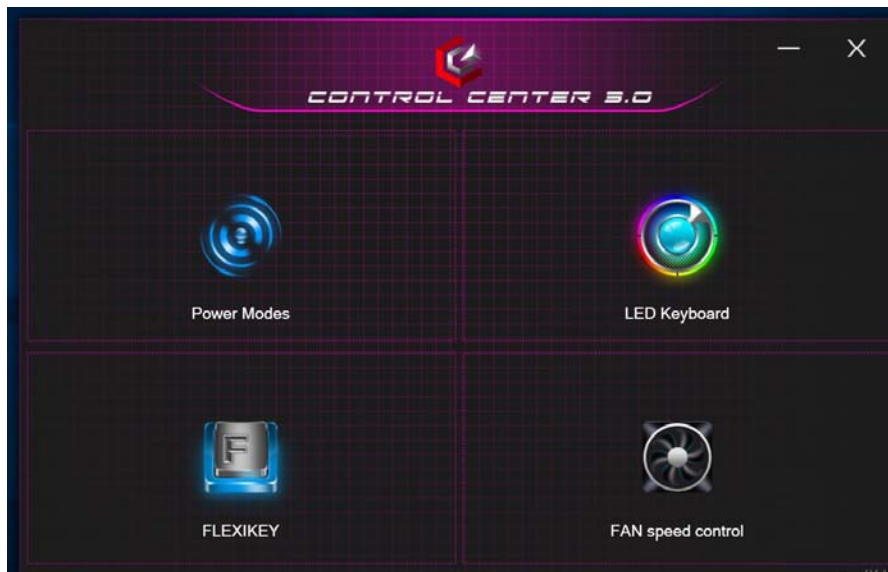 CONTROL CENTER 3.0
Power Modes
LED Keyboard
F
FLEXIKEY
FAN speed control